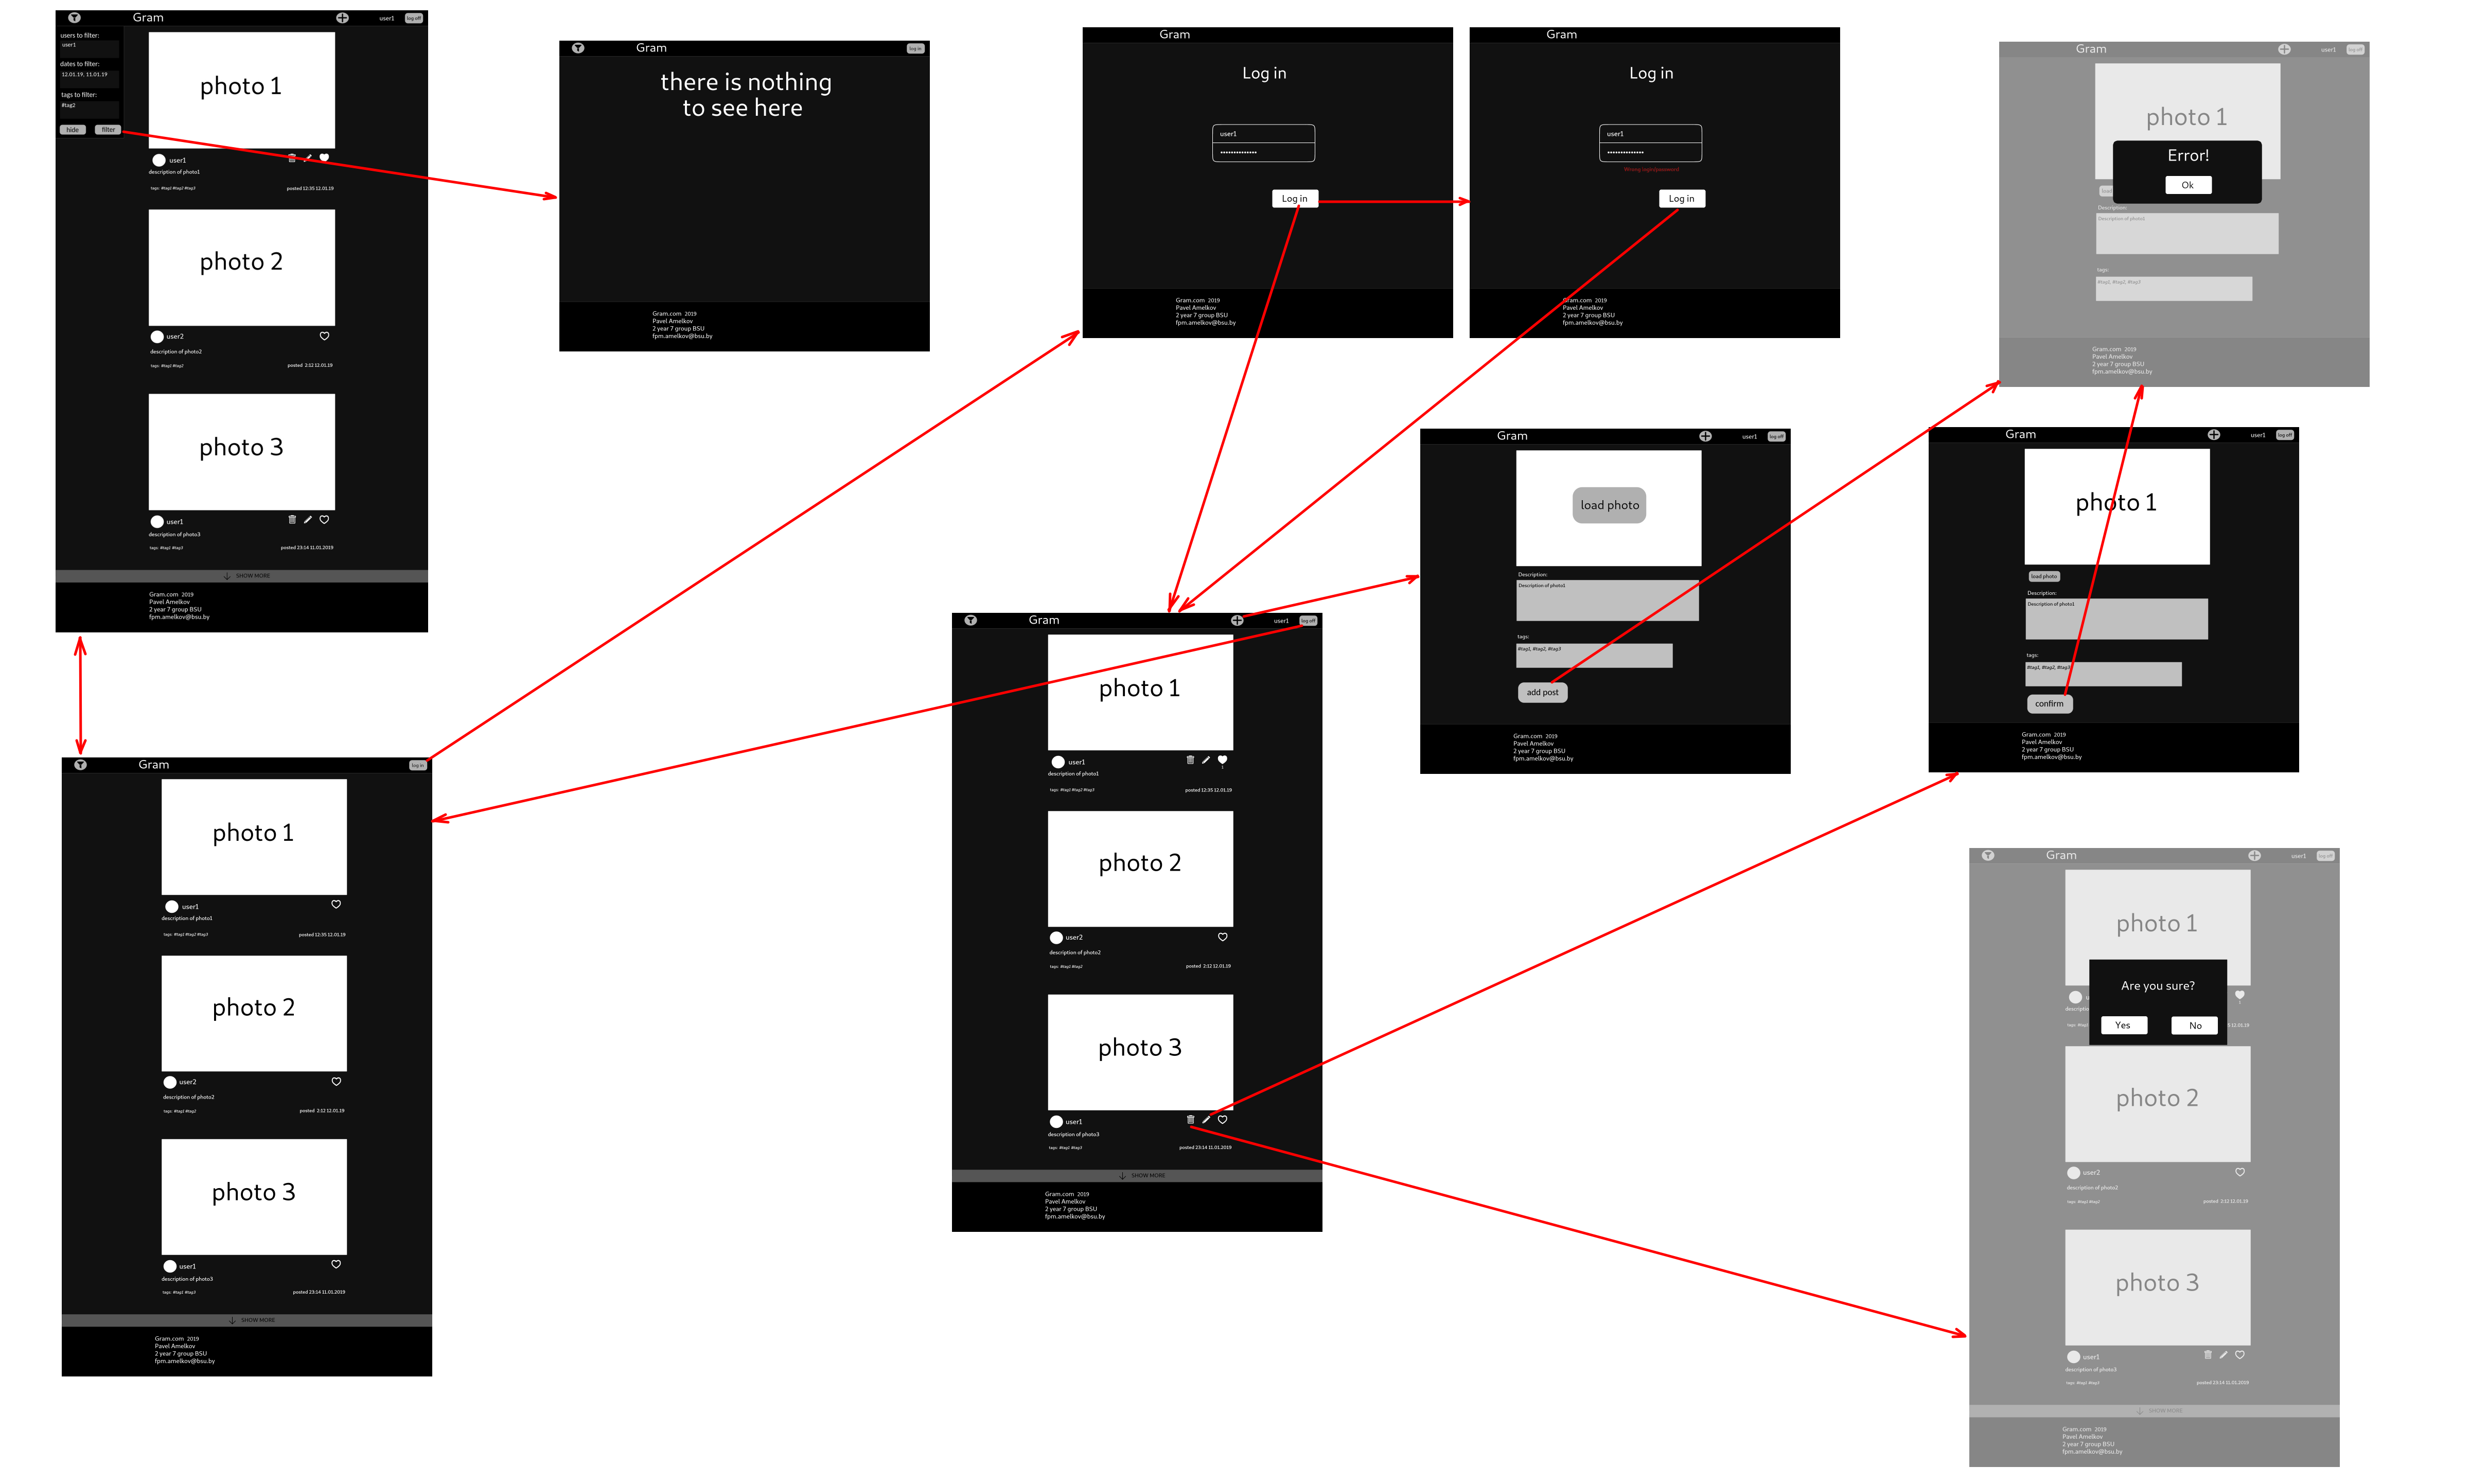 Gram
user1
log off
users to filter:
user1
dates to filter:
12.01.19, 11.01.19
tags to filter:
#tag2
hide
filter
photo 1
user1
description of photo1
tags: #tag1 #tag2 #tag3
posted 12:35 12.01.19
photo 2
user2
description of photo2
tags: #tag1 #tag2
posted 2:12 12.01.19
photo 3
user1
description of photo3
tags: #tag1 #tag3
posted 23:14 11.01.2019
SHOW MORE
Gram.com 2019
Pavel Amelkov
2 year 7 group BSU
fpm.amelkov@bsu.by
Gram
log in
there is nothing
to see here
Gram.com 2019
Pavel Amelkov
2 year 7 group BSU
fpm.amelkov@bsu.by
Gram
Log in
user1
Log in
Gram.com 2019
Pavel Amelkov
2 year 7 group BSU
fpm.amelkov@bsu.by
Gram
Log in
user1
Wrong login/password
Log in
Gram.com 2019
Pavel Amelkov
2 year 7 group BSU
fpm.amelkov@bsu.by
Gram
user1
log off
photo 1
Error!
Ok
load
Description:
Description of photo
tags:
#tag1, #tag2, #tag3
Gram.com 2019
Pavel Amelkov
2 year 7 group BSU
fpm.amelkov@bsu.by
Gram
user1
log off
load photo
Description:
Description of photo1
tags:
#tag1, #tag2, #tag3
add post
Gram.com 2019
Pavel Amelkov
2 year 7 group BSU
fpm.amelkov@bsu.by
Gram
user1
log off
photo 1
load photo
Description:
Description of photo1
tags:
#tag1, #tag2, #tag3
confirm
Gram.com 2019
Pavel Amelkov
2 year 7 group BSU
fpm.amelkov@bsu.by
Gram
log in
photo 1
user1
description of photo1
tags: #tag1 #tag2 #tag3
posted 12:35 12.01.19
photo 2
user2
description of photo2
tags: #tag1 #tag2
posted 2:12 12.01.19
photo 3
user1
description of photo3
tags: #tag1 #tag3
posted 23:14 11.01.2019
SHOW MORE
Gram.com 2019
Pavel Amelkov
2 year 7 group BSU
fpm.amelkov@bsu.by
Gram
user1
log off
photo 1
user1
1
description of photo1
tags: #tag1 #tag2 #tag3
posted 12:35 12.01.19
photo 2
user2
description of photo2
tags: #tag1 #tag2
posted 2:12 12.01.19
photo 3
user1
description of photo3
tags: #tag1 #tag3
posted 23:14 11.01.2019
SHOW MORE
Gram.com 2019
Pavel Amelkov
2 year 7 group BSU
fpm.amelkov@bsu.by
Gram
user1
log off
photo 1
Are you sure?
Yes
No
12.01.19
photo 2
user2
description of photo2
tags: #tag1 #tag2
posted 2:12 12.01.19
photo 3
user1
description of photo3
tags: #tag1 #tag3
posted 23:14 11.01.2019
SHOW MORE
Gram.com 2019
Pavel Amelkov
2 year 7 group BSU
fpm.amelkov@bsu.by